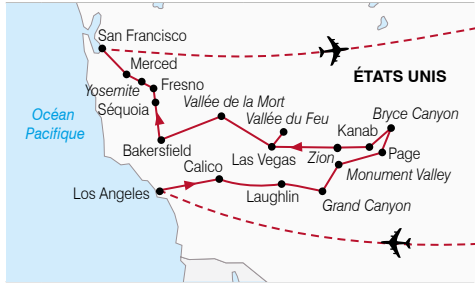 San Francisco
Merced
ÉTATS UNIS
Yosemite
Fresno
Séquoia
Vallée de la Mort
Bryce Canyon
Océan
Pacifique
Vallée du Feu
Kanab
Bakersfield
Las Vegas
Zion
Page
Calico
Monument Valley
Los Angeles
Laughlin
Grand Canyon